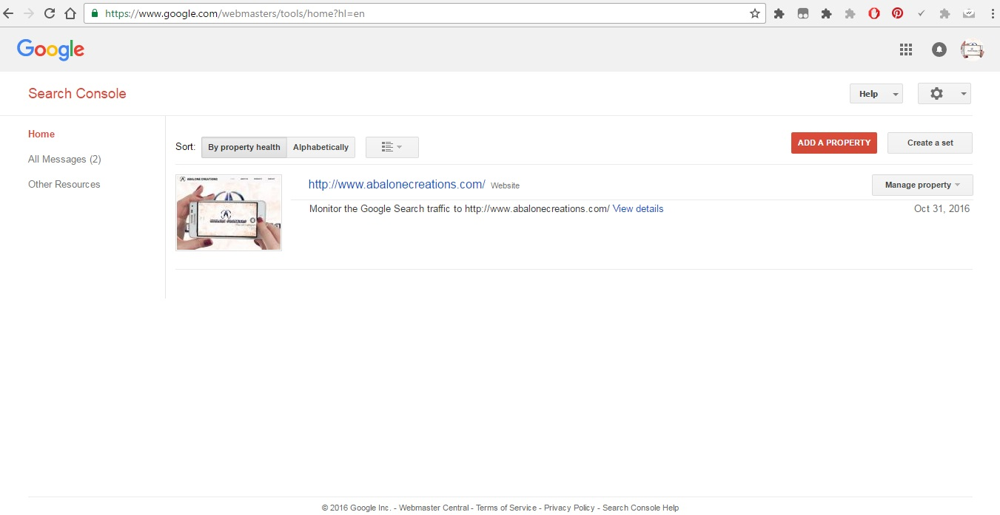 https://www.google.com/webmasters/tools/home?hl=en
Google
Search Console
Help
Home
All Messages (2)
Other Resources
Sort: By property health Alphabetically
ADD A PROPERTY Create a set
ABALONE CREATIONS
http://www.abalonecreations.com/ Website
Manage property
Monitor the Google Search traffic to http://www.abalonecreations.com/ View details
Oct 31, 2016
© 2016 Google Inc. - Webmaster Central - Terms of Service - Privacy Policy - Search Console Help